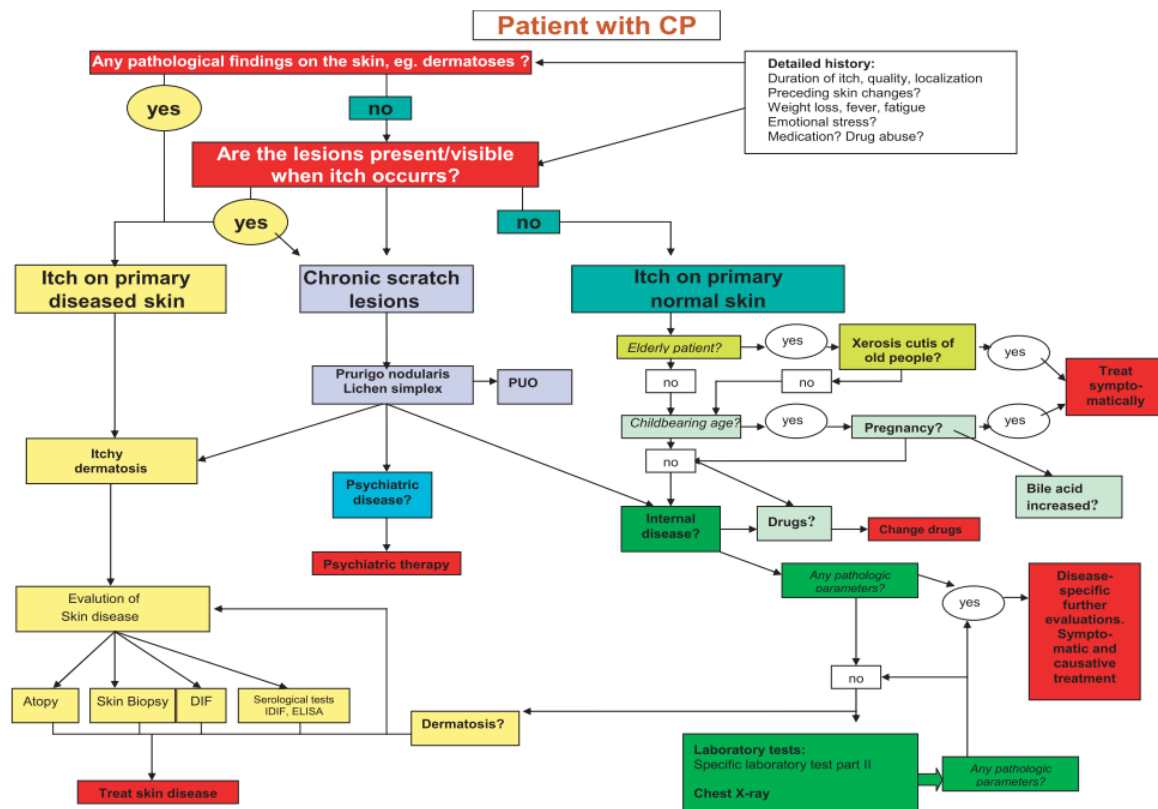 Patient with CP
Any pathological findings on the skin, eg. dermatoses ?
Detailed history:
Duration of itch, quality, localization
Preceding skin changes?
Weight loss, fever, fatigue
Emotional stress?
Medication? Drug abuse?
yes
no
Are the lesions present/visible
when itch occurrs?
yes
no
Itch on primary
diseased skin
Chronic scratch
lesions
Itch on primary
normal skin
Elderly patient?
yes
Xerosis cutis of
old people?
yes
Treat
sympto-
matically
Prurigo nodularis
Lichen simplex
PUO
no
no
Childbearing age?
yes
Pregnancy?
yes
Itchy
dermatosis
no
Psychiatric
disease?
Bile acid
increased?
Internal
disease?
Drugs?
Change drugs
Psychiatric therapy
Any pathologic
parameters?
yes
Disease-
specific
further
evaluations.
Sympto-
matic and
causative
treatment
Evalution of
Skin disease
no
Atopy
Skin Biopsy
DIF
Serological tests
IDIF, ELISA
Dermatosis?
Laboratory tests:
Specific laboratory test part II
Chest X-ray
Any pathologic
parameters?
Treat skin disease